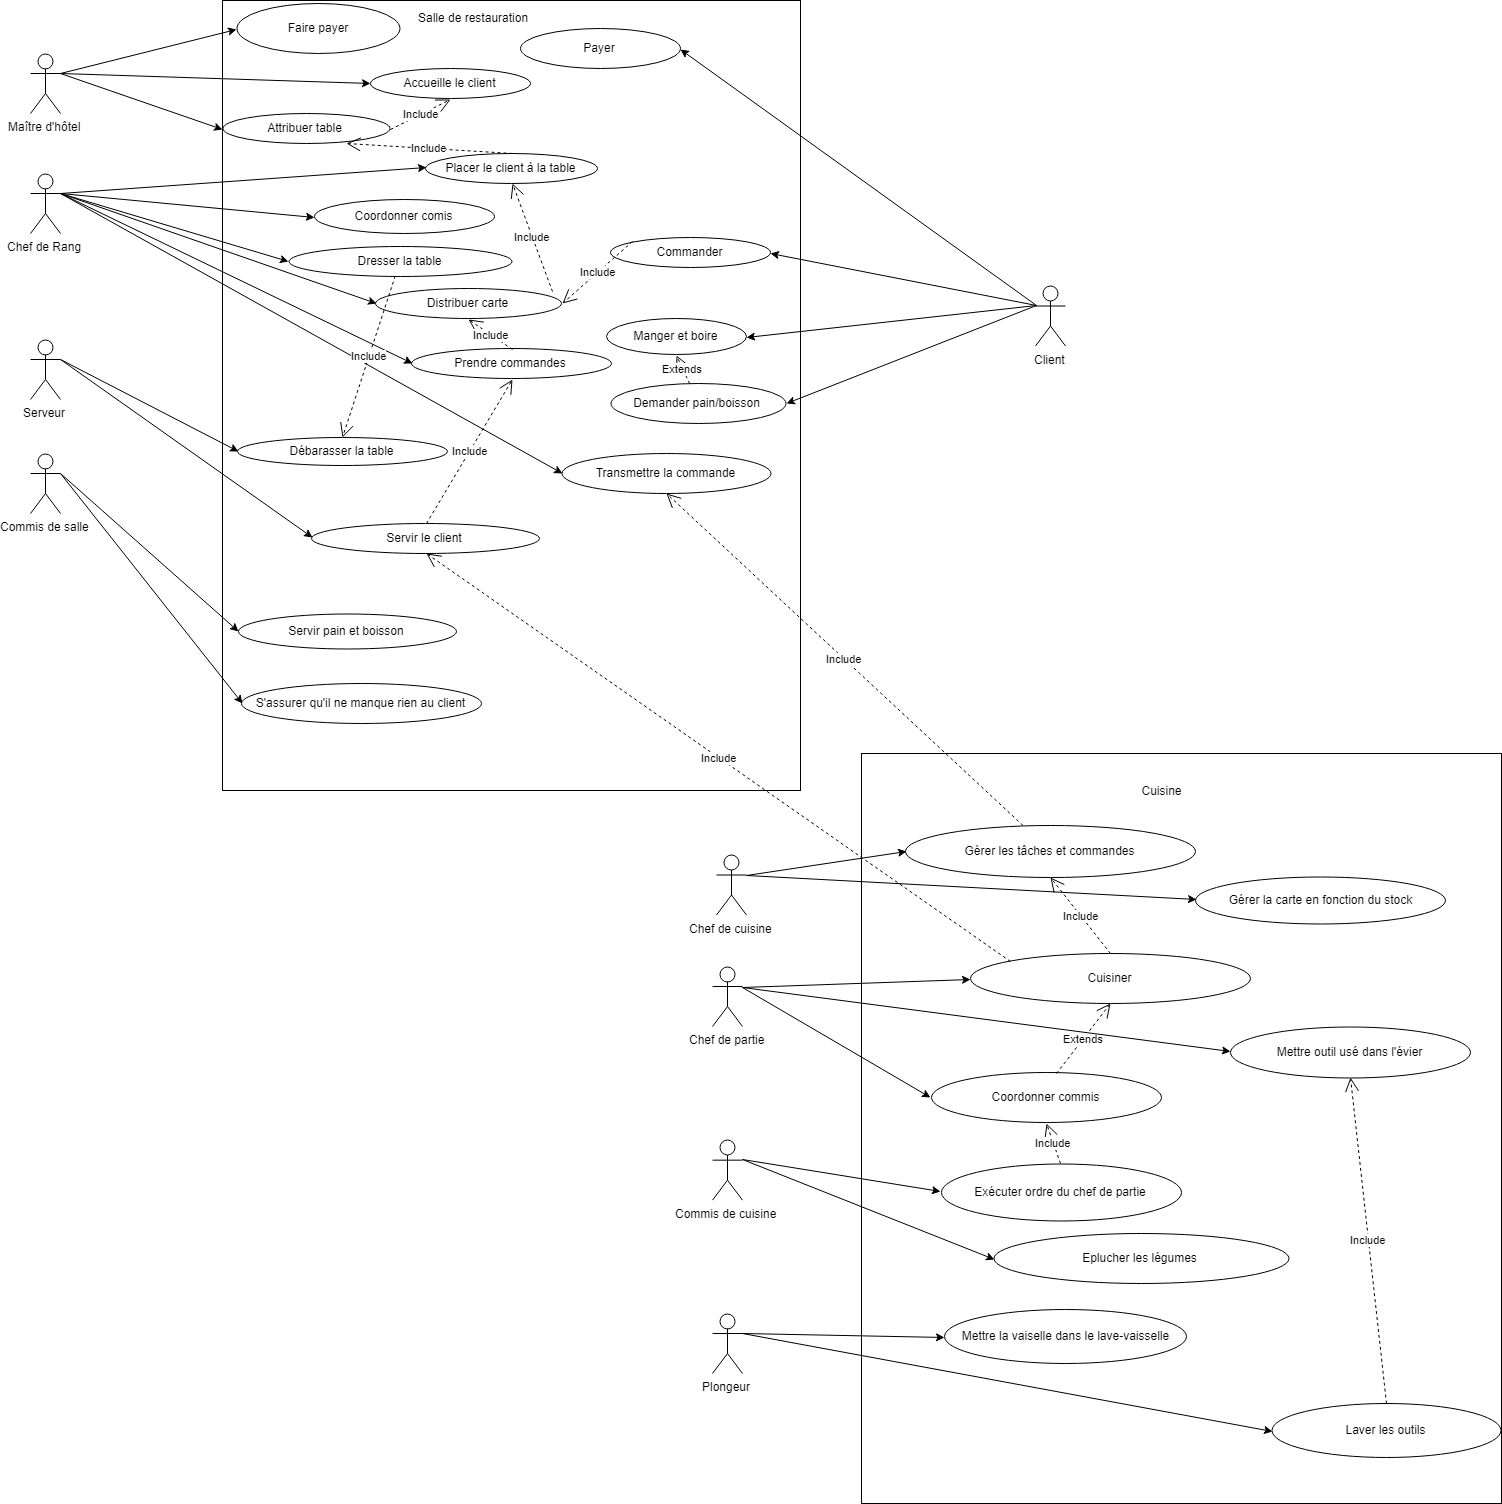 Salle de restauration
Faire payer
Payer
Accueille le client
Include
Maître d'hôtel
Attribuer table
Include
Placer le client à la table
Coordonner comis
Include
Chef de Rang
Commander
Dresser la table
Include
Distribuer carte
Include
Manger et boire
Client
Include
Prendre commandes
Extends
Serveur
Demander pain/boisson
Débarasser la table
Include
Transmettre la commande
Commis de salle
Servir le client
Servir pain et boisson
Include
S'assurer qu'il ne manque rien au client
Include
Cuisine
Gérer les tâches et commandes
Gérer la carte en fonction du stock
Include
Chef de cuisine
Cuisiner
Chef de partie
Extends
Mettre outil usé dans l'évier
Coordonner commis
Include
Exécuter ordre du chef de partie
Commis de cuisine
Include
Eplucher les légumes
Mettre la vaiselle dans le lave-vaisselle
Plongeur
Laver les outils